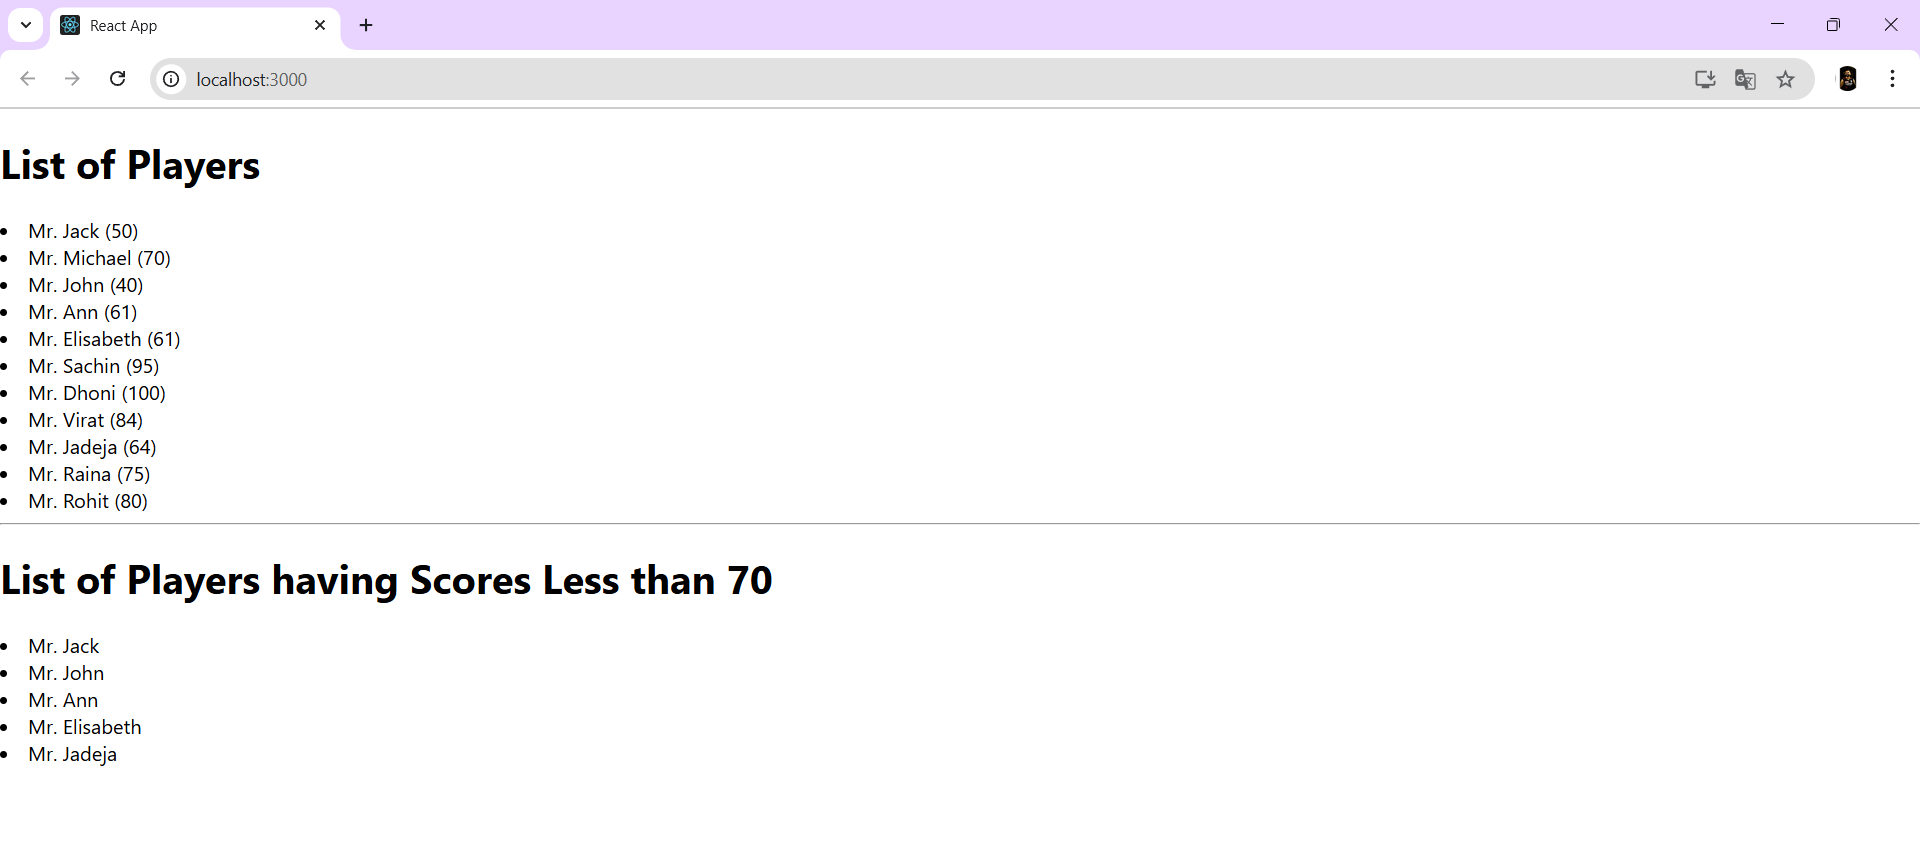 React App
localhost:3000
List of Players
Mr. Jack (50)
Mr. Michael (70)
Mr. John (40)
Mr. Ann (61)
Mr. Elisabeth (61)
Mr. Sachin (95)
Mr. Dhoni (100)
Mr. Virat (84)
Mr. Jadeja (64)
Mr. Raina (75)
Mr. Rohit (80)
List of Players having Scores Less than 70
Mr. Jack
Mr. John
Mr. Ann
Mr. Elisabeth
Mr. Jadeja